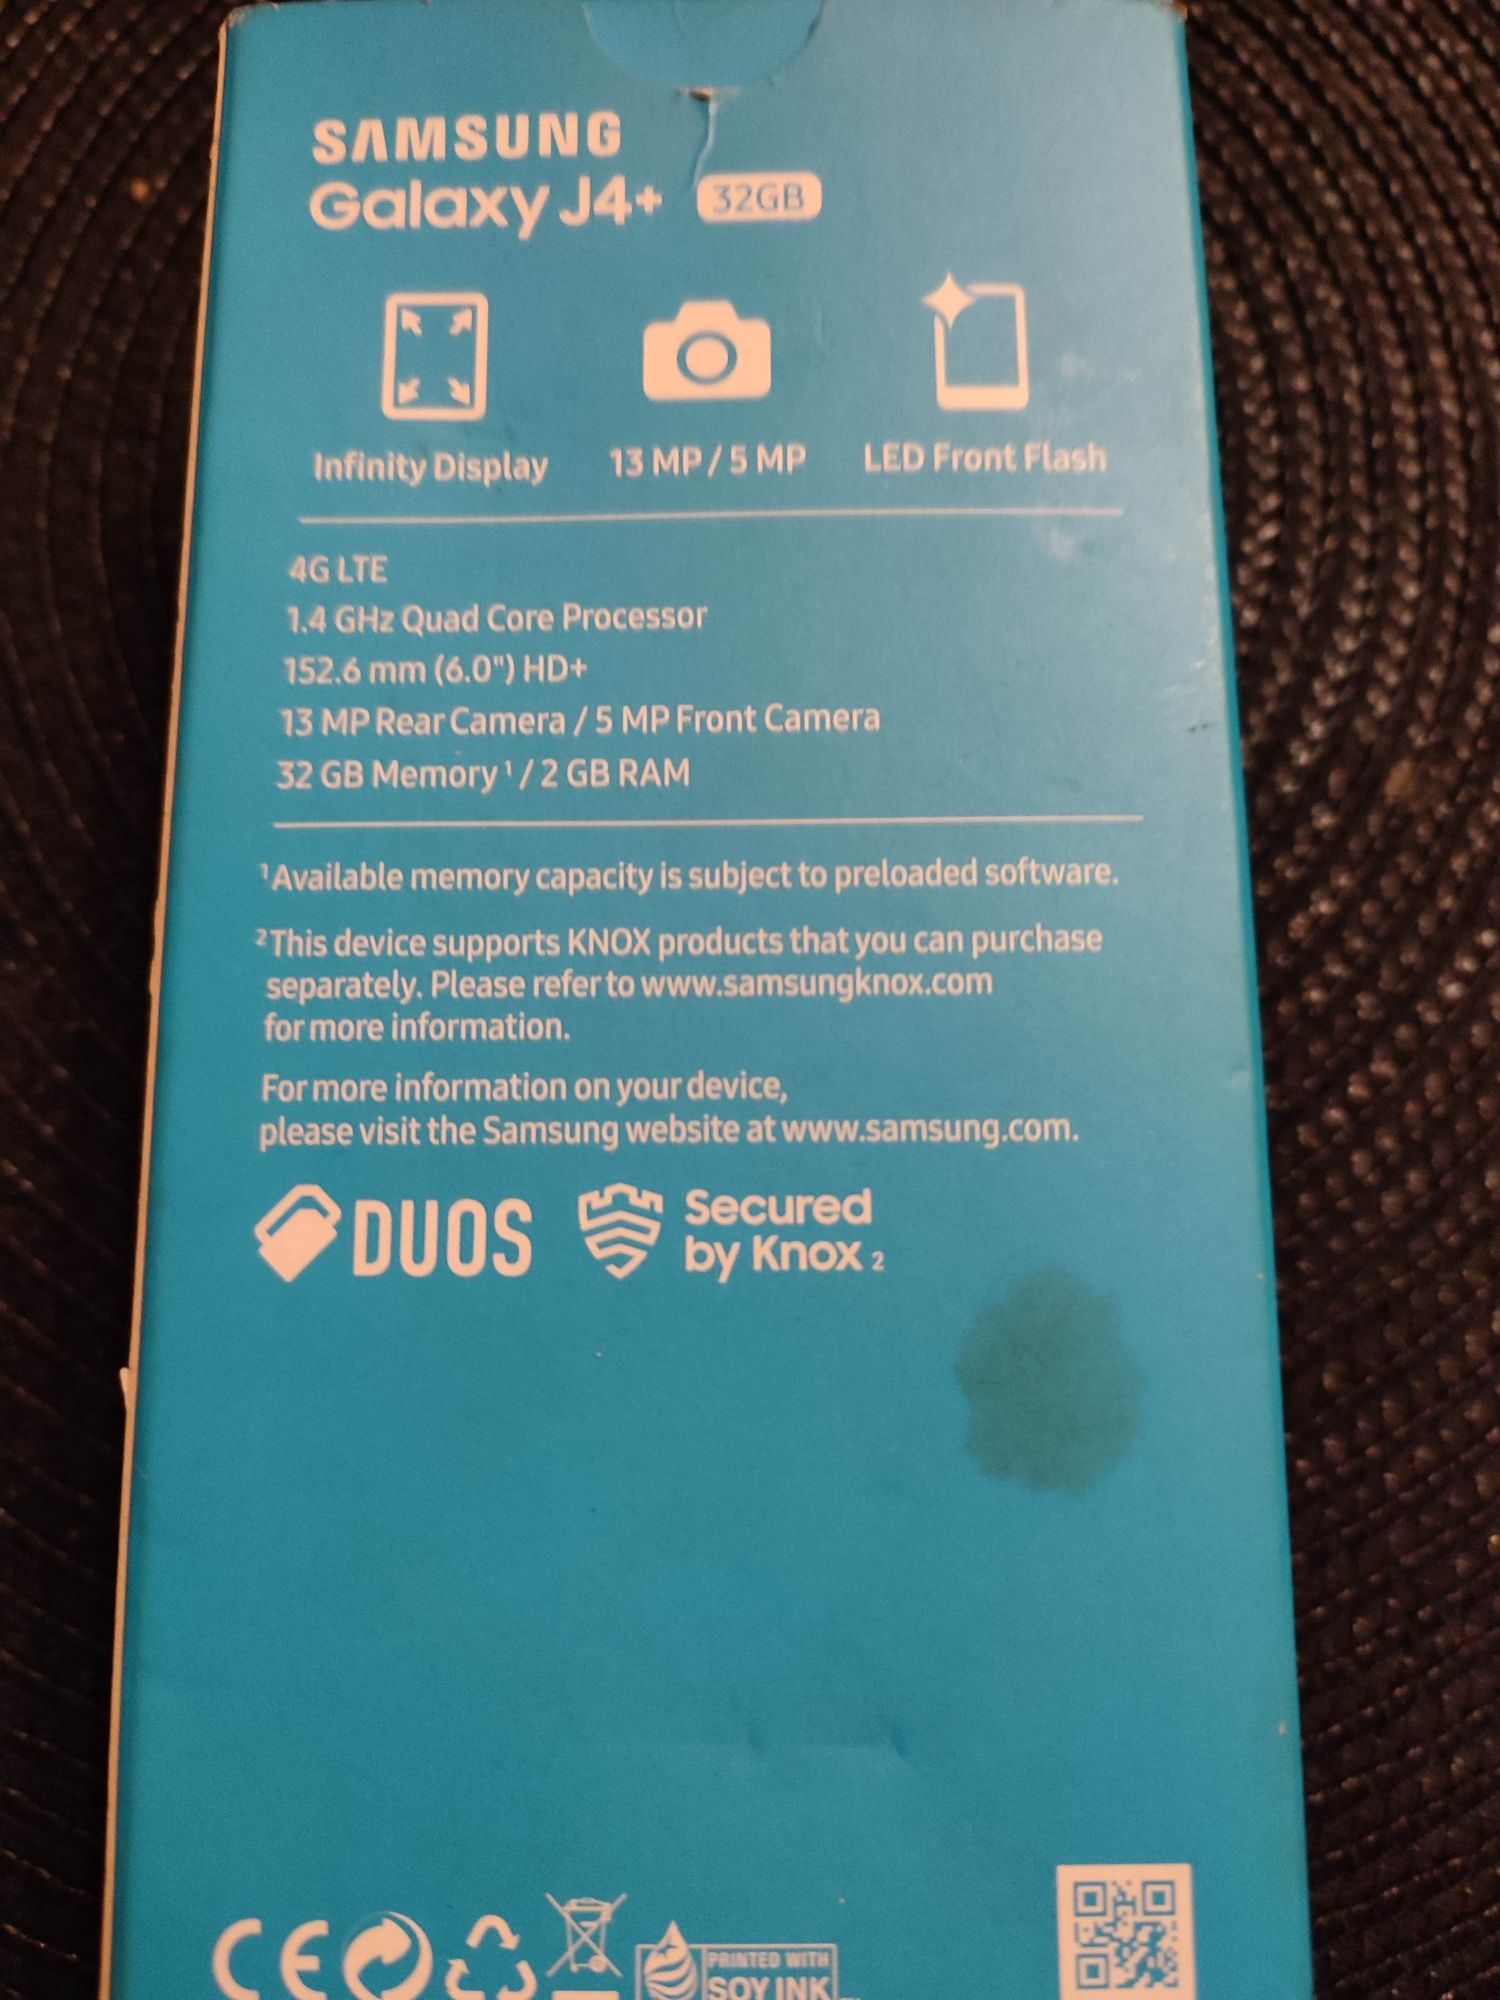 SAMSUNG
Galaxy J4+ 32GB
Infinity Display
13 MP / 5 MP
LED Front Flash
4G LTE
1.4 GHz Quad Core Processor
152.6 mm (6.0") HD+
13 MP Rear Camera / 5 MP Front Camera
32 GB Memory ¹ / 2 GB RAM
¹Available memory capacity is subject to preloaded software.
²This device supports KNOX products that you can purchase
separately. Please refer to www.samsungknox.com
for more information.
For more information on your device,
please visit the Samsung website at www.samsung.com.
DUOS
Secured
by Knox 2
CE
PRINTED WITH
SOY INK